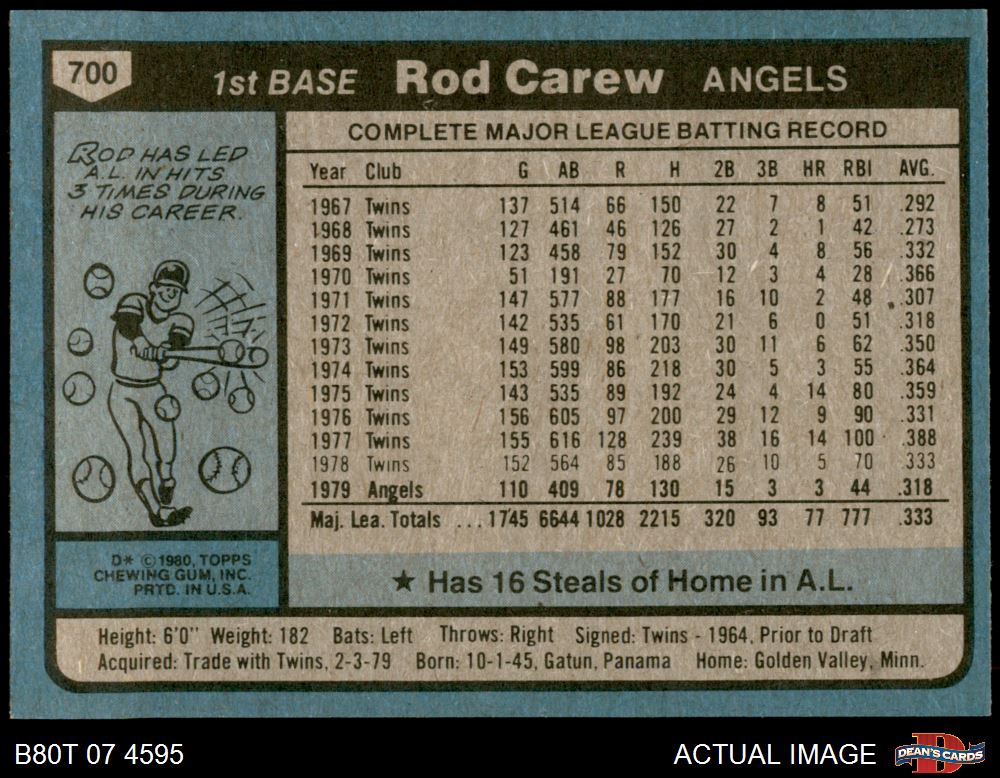 700 1st BASE Rod Carew ANGELS
ROD HAS LED
A.L. IN HITS
3 TIMES DURING
HIS CAREER.
COMPLETE MAJOR LEAGUE BATTING RECORD
Year Club G AB R H 2B 3B HR RBI AVG.
1967 Twins 137 514 66 150 22 7 8 51 .292
1968 Twins 127 461 46 126 27 2 1 42 .273
1969 Twins 123 458 79 152 30 4 8 56 .332
1970 Twins 51 191 27 70 12 3 4 28 .366
1971 Twins 147 577 88 177 16 10 2 48 .307
1972 Twins 142 535 61 170 21 6 0 51 .318
1973 Twins 149 580 98 203 30 11 6 62 .350
1974 Twins 153 599 86 218 30 5 3 55 .364
1975 Twins 143 535 89 192 24 4 14 80 .359
1976 Twins 156 605 97 200 29 12 9 90 .331
1977 Twins 155 616 128 239 38 16 14 100 .388
1978 Twins 152 564 85 188 26 10 5 70 .333
1979 Angels 110 409 78 130 15 3 3 44 .318
Maj. Lea. Totals ...1745 6644 1028 2215 320 93 77 777 .333
D* © 1980, TOPPS
CHEWING GUM, INC.
PRTD. IN U.S.A.
★ Has 16 Steals of Home in A.L.
Height: 6'0" Weight: 182 Bats: Left Throws: Right Signed: Twins - 1964, Prior to Draft
Acquired: Trade with Twins, 2-3-79 Born: 10-1-45, Gatun, Panama Home: Golden Valley, Minn.
B80T 07 4595 ACTUAL IMAGE DEAN'S CARDS